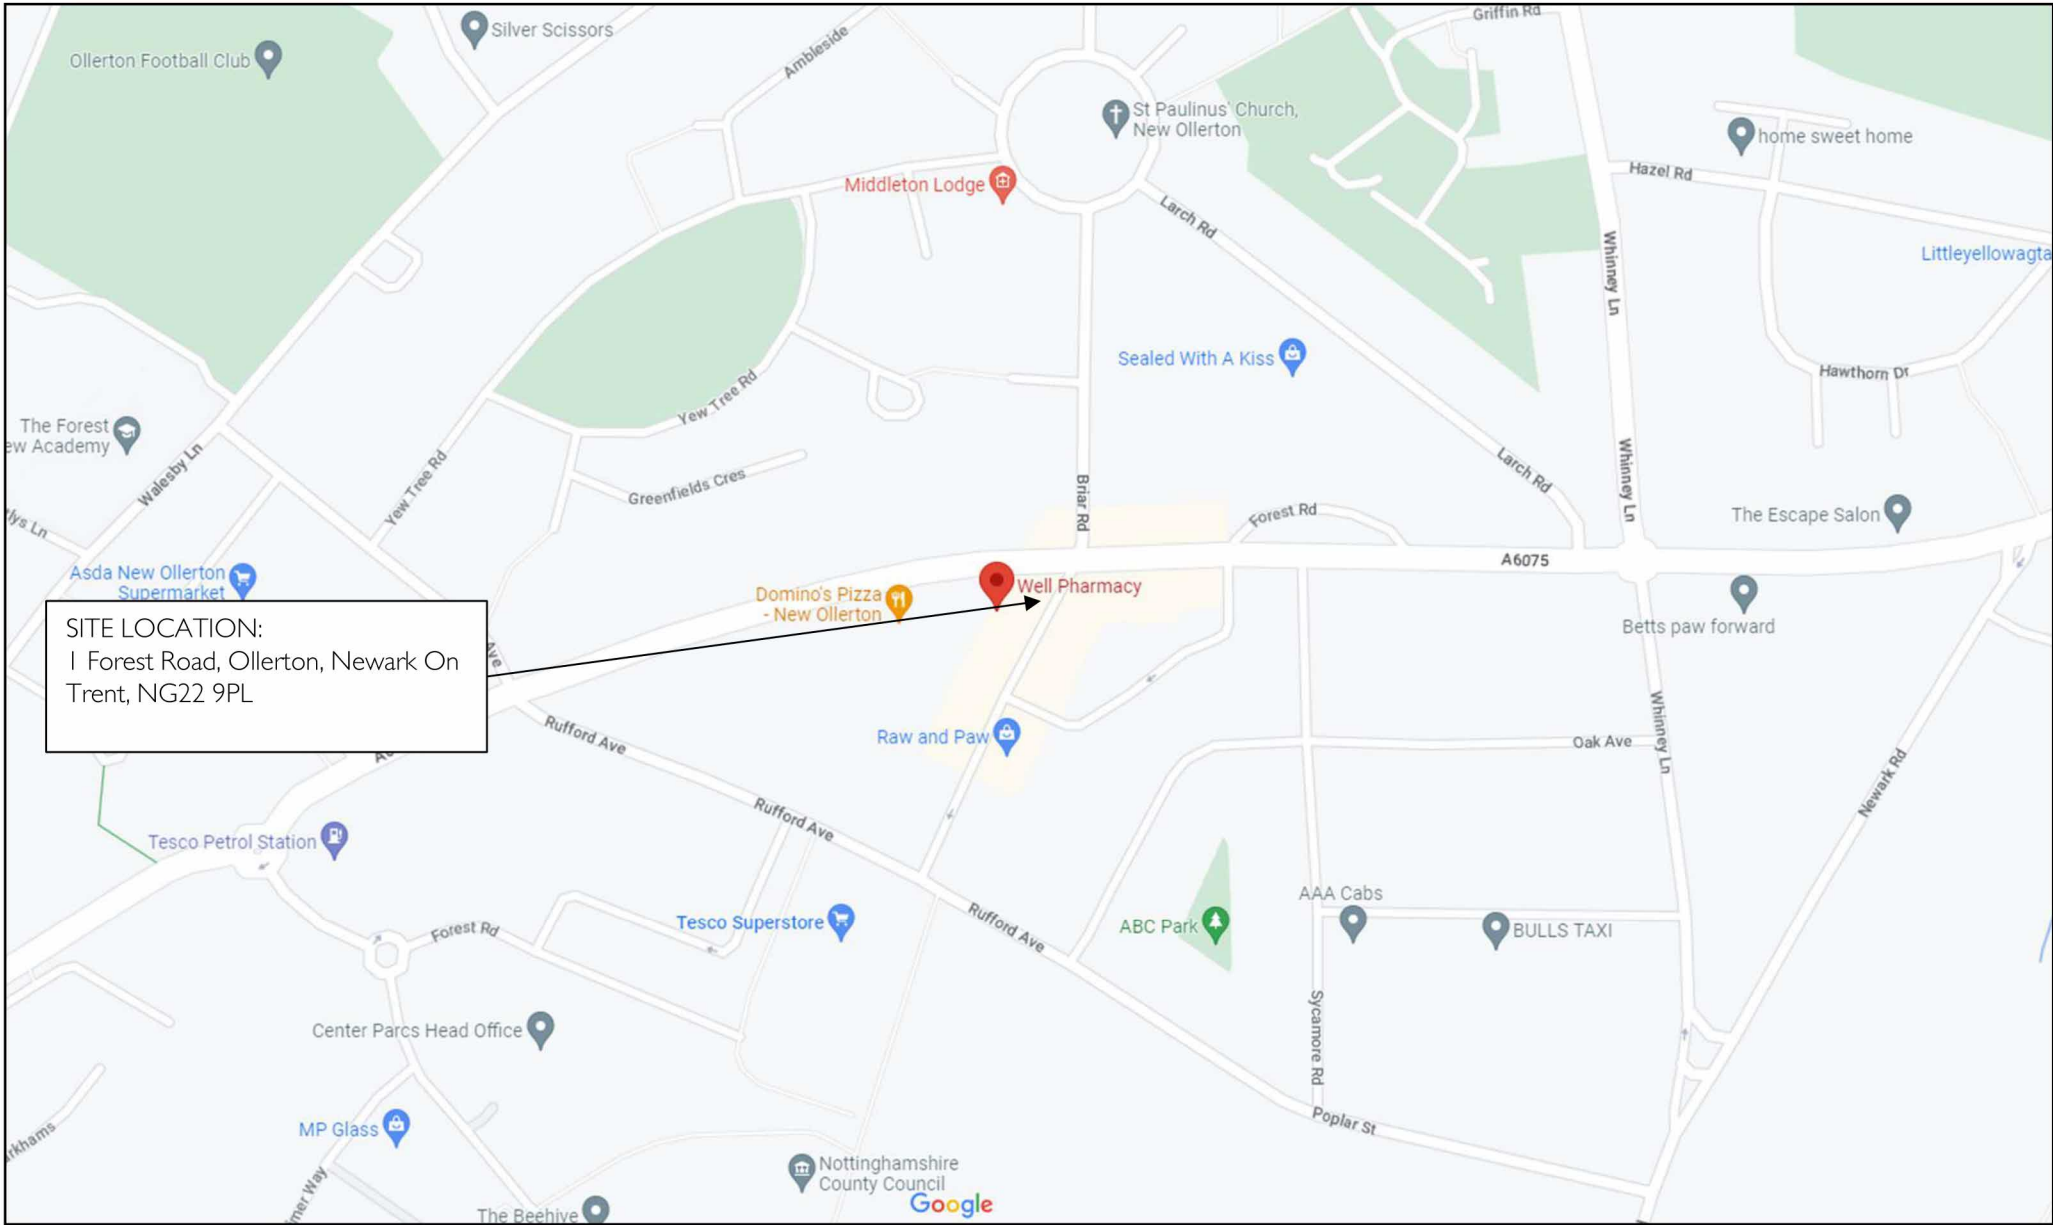 Griffin Rd
Silver Scissors
Ollerton Football Club
Ambleside
St Paulinus' Church,
New Ollerton
home sweet home
Hazel Rd
Middleton Lodge
Larch Rd
Whinney Ln
Littleyellowagta
Sealed With A Kiss
Hawthorn Dr
Yew Tree Rd
The Forest
ew Academy
Walesby Ln
Yew Tree Rd
Greenfields Cres
Briar Rd
Larch Rd
Whinney Ln
Forest Rd
The Escape Salon
tlys Ln
A6075
Asda New Ollerton
Supermarket
Domino's Pizza
- New Ollerton
Well Pharmacy
Betts paw forward
SITE LOCATION:
1 Forest Road, Ollerton, Newark On
Trent, NG22 9PL
Ave
Rufford Ave
Raw and Paw
Oak Ave
Whinney Ln
Newark Rd
Rufford Ave
Tesco Petrol Station
AAA Cabs
Tesco Superstore
Rufford Ave
ABC Park
BULLS TAXI
Forest Rd
Center Parcs Head Office
Sycamore Rd
MP Glass
Poplar St
rkhams
Nottinghamshire
County Council
mer Way
The Beehive
Google